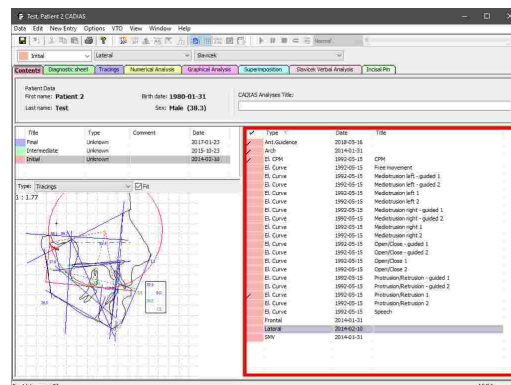 Test, Patient 2 CADIAS
Data Edit New Entry Options VTO View Window Help
Normal
Initial Lateral Slavicek
Contents Diagnostic sheet Tracings Numerical Analysis Graphical Analysis Superimposition Slavicek Verbal Analysis Incisal Pin
Patient Data
First name: Patient 2 Birth date: 1980-01-31 CADIAS Analyses Title:
Last name: Test Sex: Male (38.3)
Title Type Comment Date
Final Unknown 2017-01-23
Intermediate Unknown 2015-10-23
Initial Unknown 2014-02-10
Type: Tracings Fit
1 : 1.77
Type Date Title
Ant.Guidance 2018-05-16
Arch 2014-01-31
El. CPM 1992-05-15 CPM
El. Curve 1992-05-15 Free movement
El. Curve 1992-05-15 Mediotrusion left - guided 1
El. Curve 1992-05-15 Mediotrusion left - guided 2
El. Curve 1992-05-15 Mediotrusion left 1
El. Curve 1992-05-15 Mediotrusion left 2
El. Curve 1992-05-15 Mediotrusion right - guided 1
El. Curve 1992-05-15 Mediotrusion right - guided 2
El. Curve 1992-05-15 Mediotrusion right 1
El. Curve 1992-05-15 Mediotrusion right 2
El. Curve 1992-05-15 Open/Close - guided 1
El. Curve 1992-05-15 Open/Close - guided 2
El. Curve 1992-05-15 Open/Close 1
El. Curve 1992-05-15 Open/Close 2
El. Curve 1992-05-15 Protrusion/Retrusion - guided 1
El. Curve 1992-05-15 Protrusion/Retrusion - guided 2
El. Curve 1992-05-15 Protrusion/Retrusion 1
El. Curve 1992-05-15 Protrusion/Retrusion 2
El. Curve 1992-05-15 Speech
Frontal 2014-01-31
Lateral 2014-02-10
SMV 2014-01-31